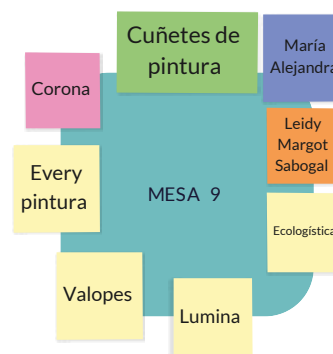 Cuñetes de
pintura
María
Alejandra
Corona
Leidy
Margot
Sabogal
Every
pintura
MESA 9
Ecologística
Valopes
Lumina